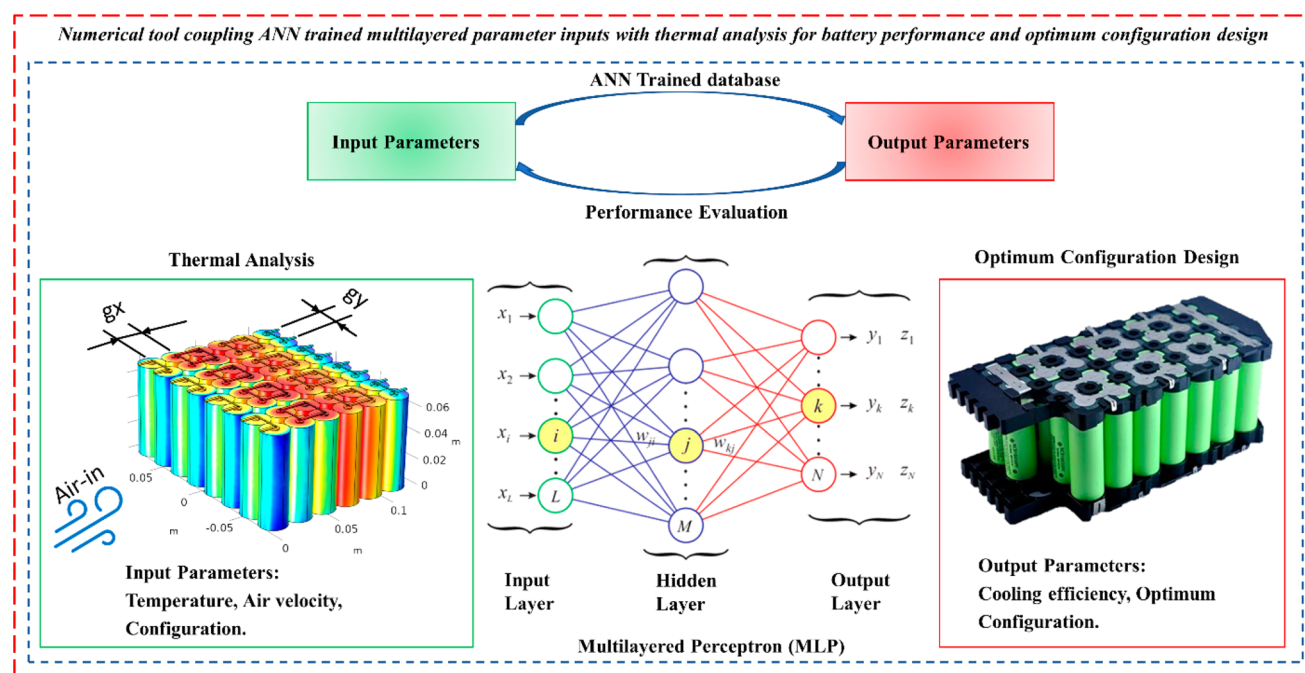 Numerical tool coupling ANN trained multilayered parameter inputs with thermal analysis for battery performance and optimum configuration design
ANN Trained database
Input Parameters
Output Parameters
Performance Evaluation
Thermal Analysis
gx
gy
0.06
0.04
m
0.02
0
0.1
0.05
0
-0.05
m
0
0.05
m
Air-in
Input Parameters:
Temperature, Air velocity,
Configuration.
x1
x2
xi
xL
i
L
wji
j
M
wkj
k
N
y1 z1
yk zk
yN zN
Input
Layer
Hidden
Layer
Output
Layer
Multilayered Perceptron (MLP)
Optimum Configuration Design
Output Parameters:
Cooling efficiency, Optimum
Configuration.